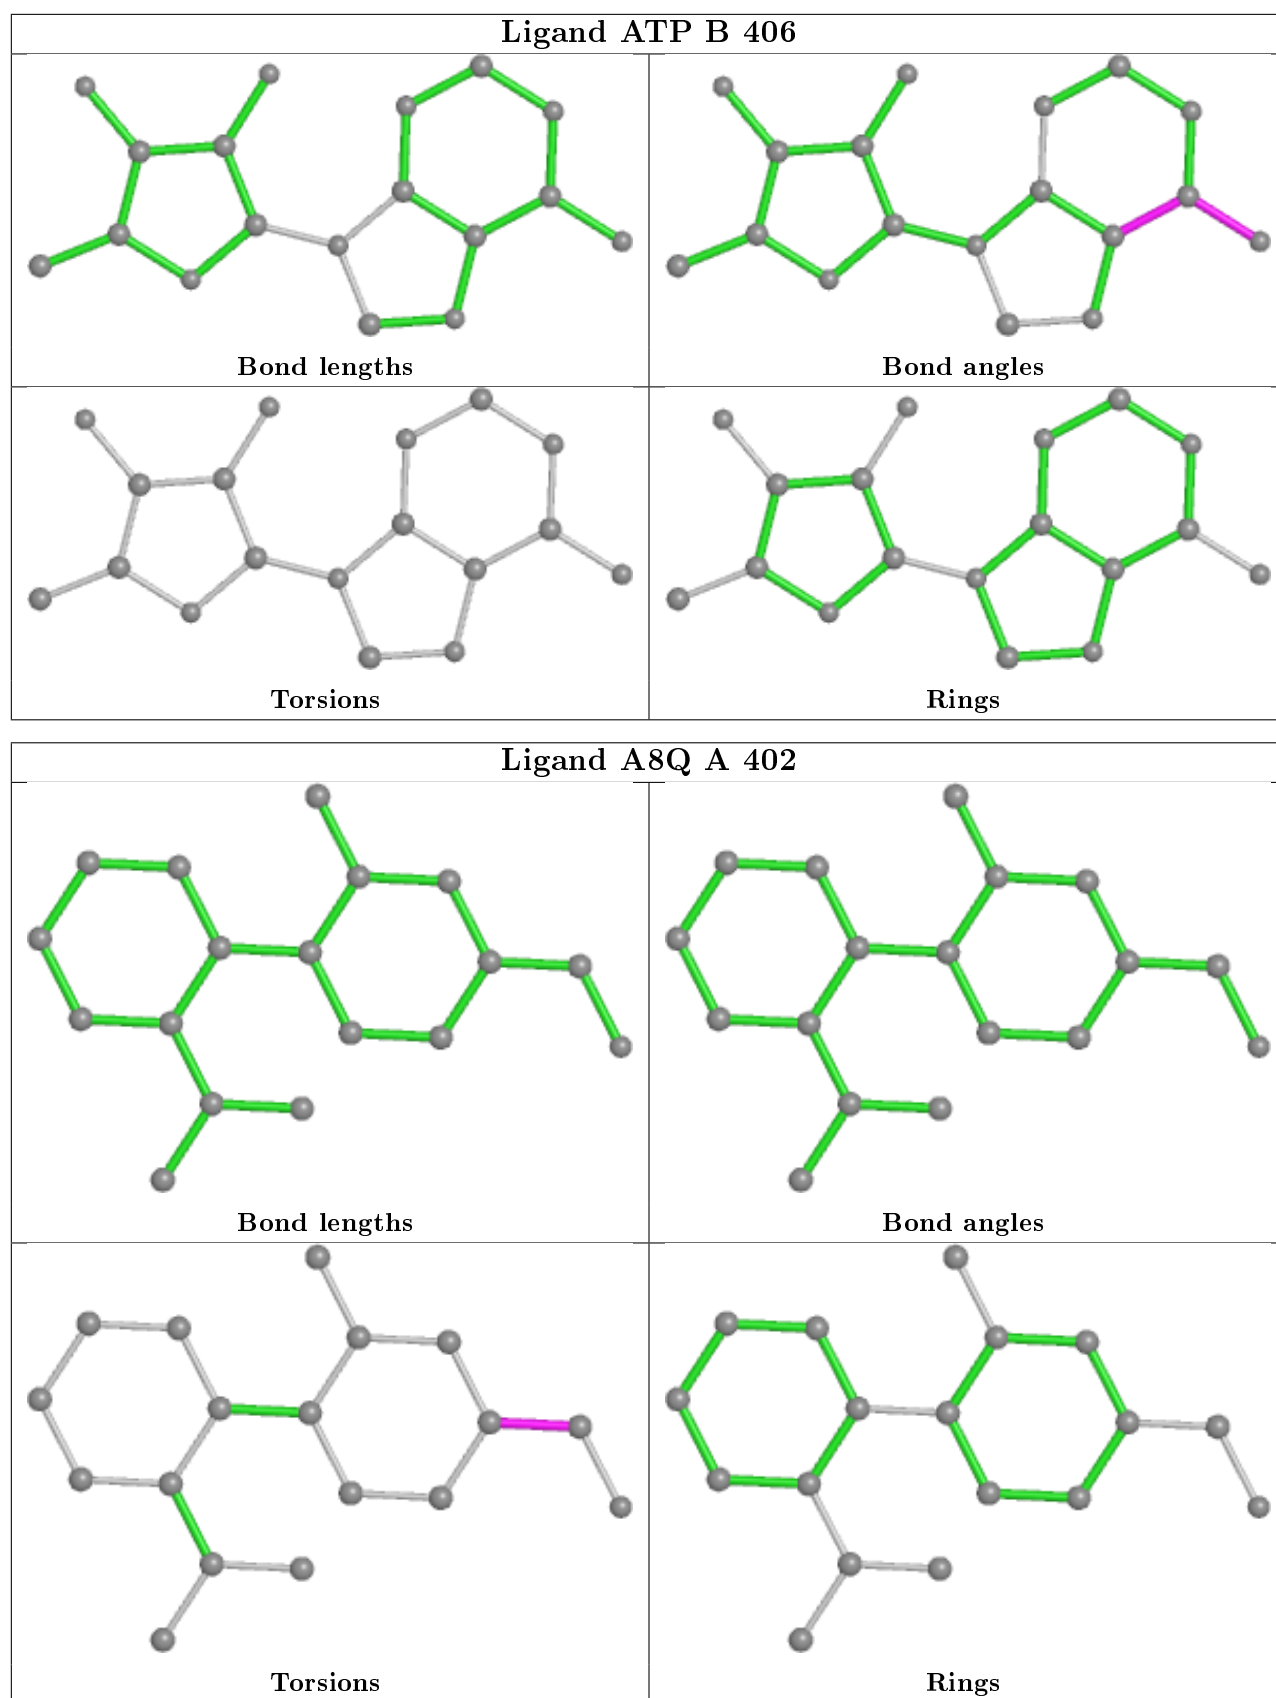 Ligand ATP B 406
Bond lengths
Bond angles
Torsions
Rings
Ligand A8Q A 402
Bond lengths
Bond angles
Torsions
Rings